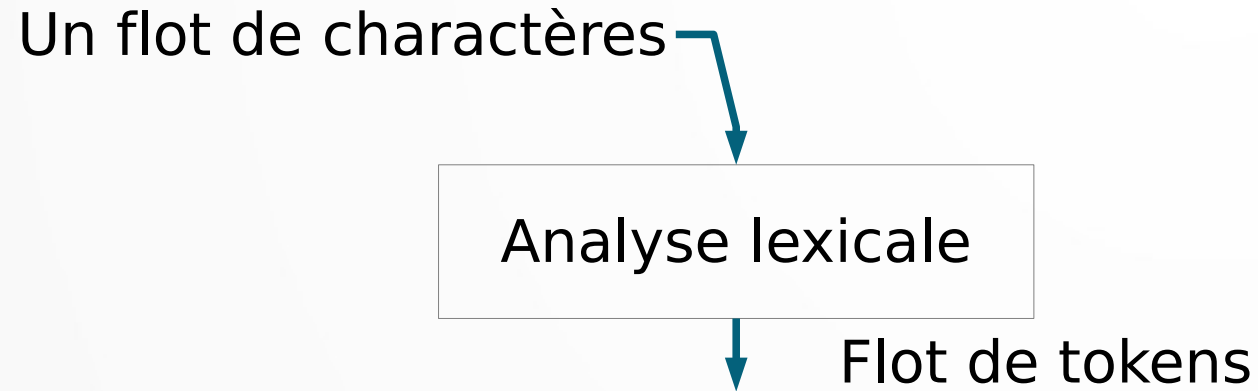 Un flot de charactères
Analyse lexicale
Flot de tokens